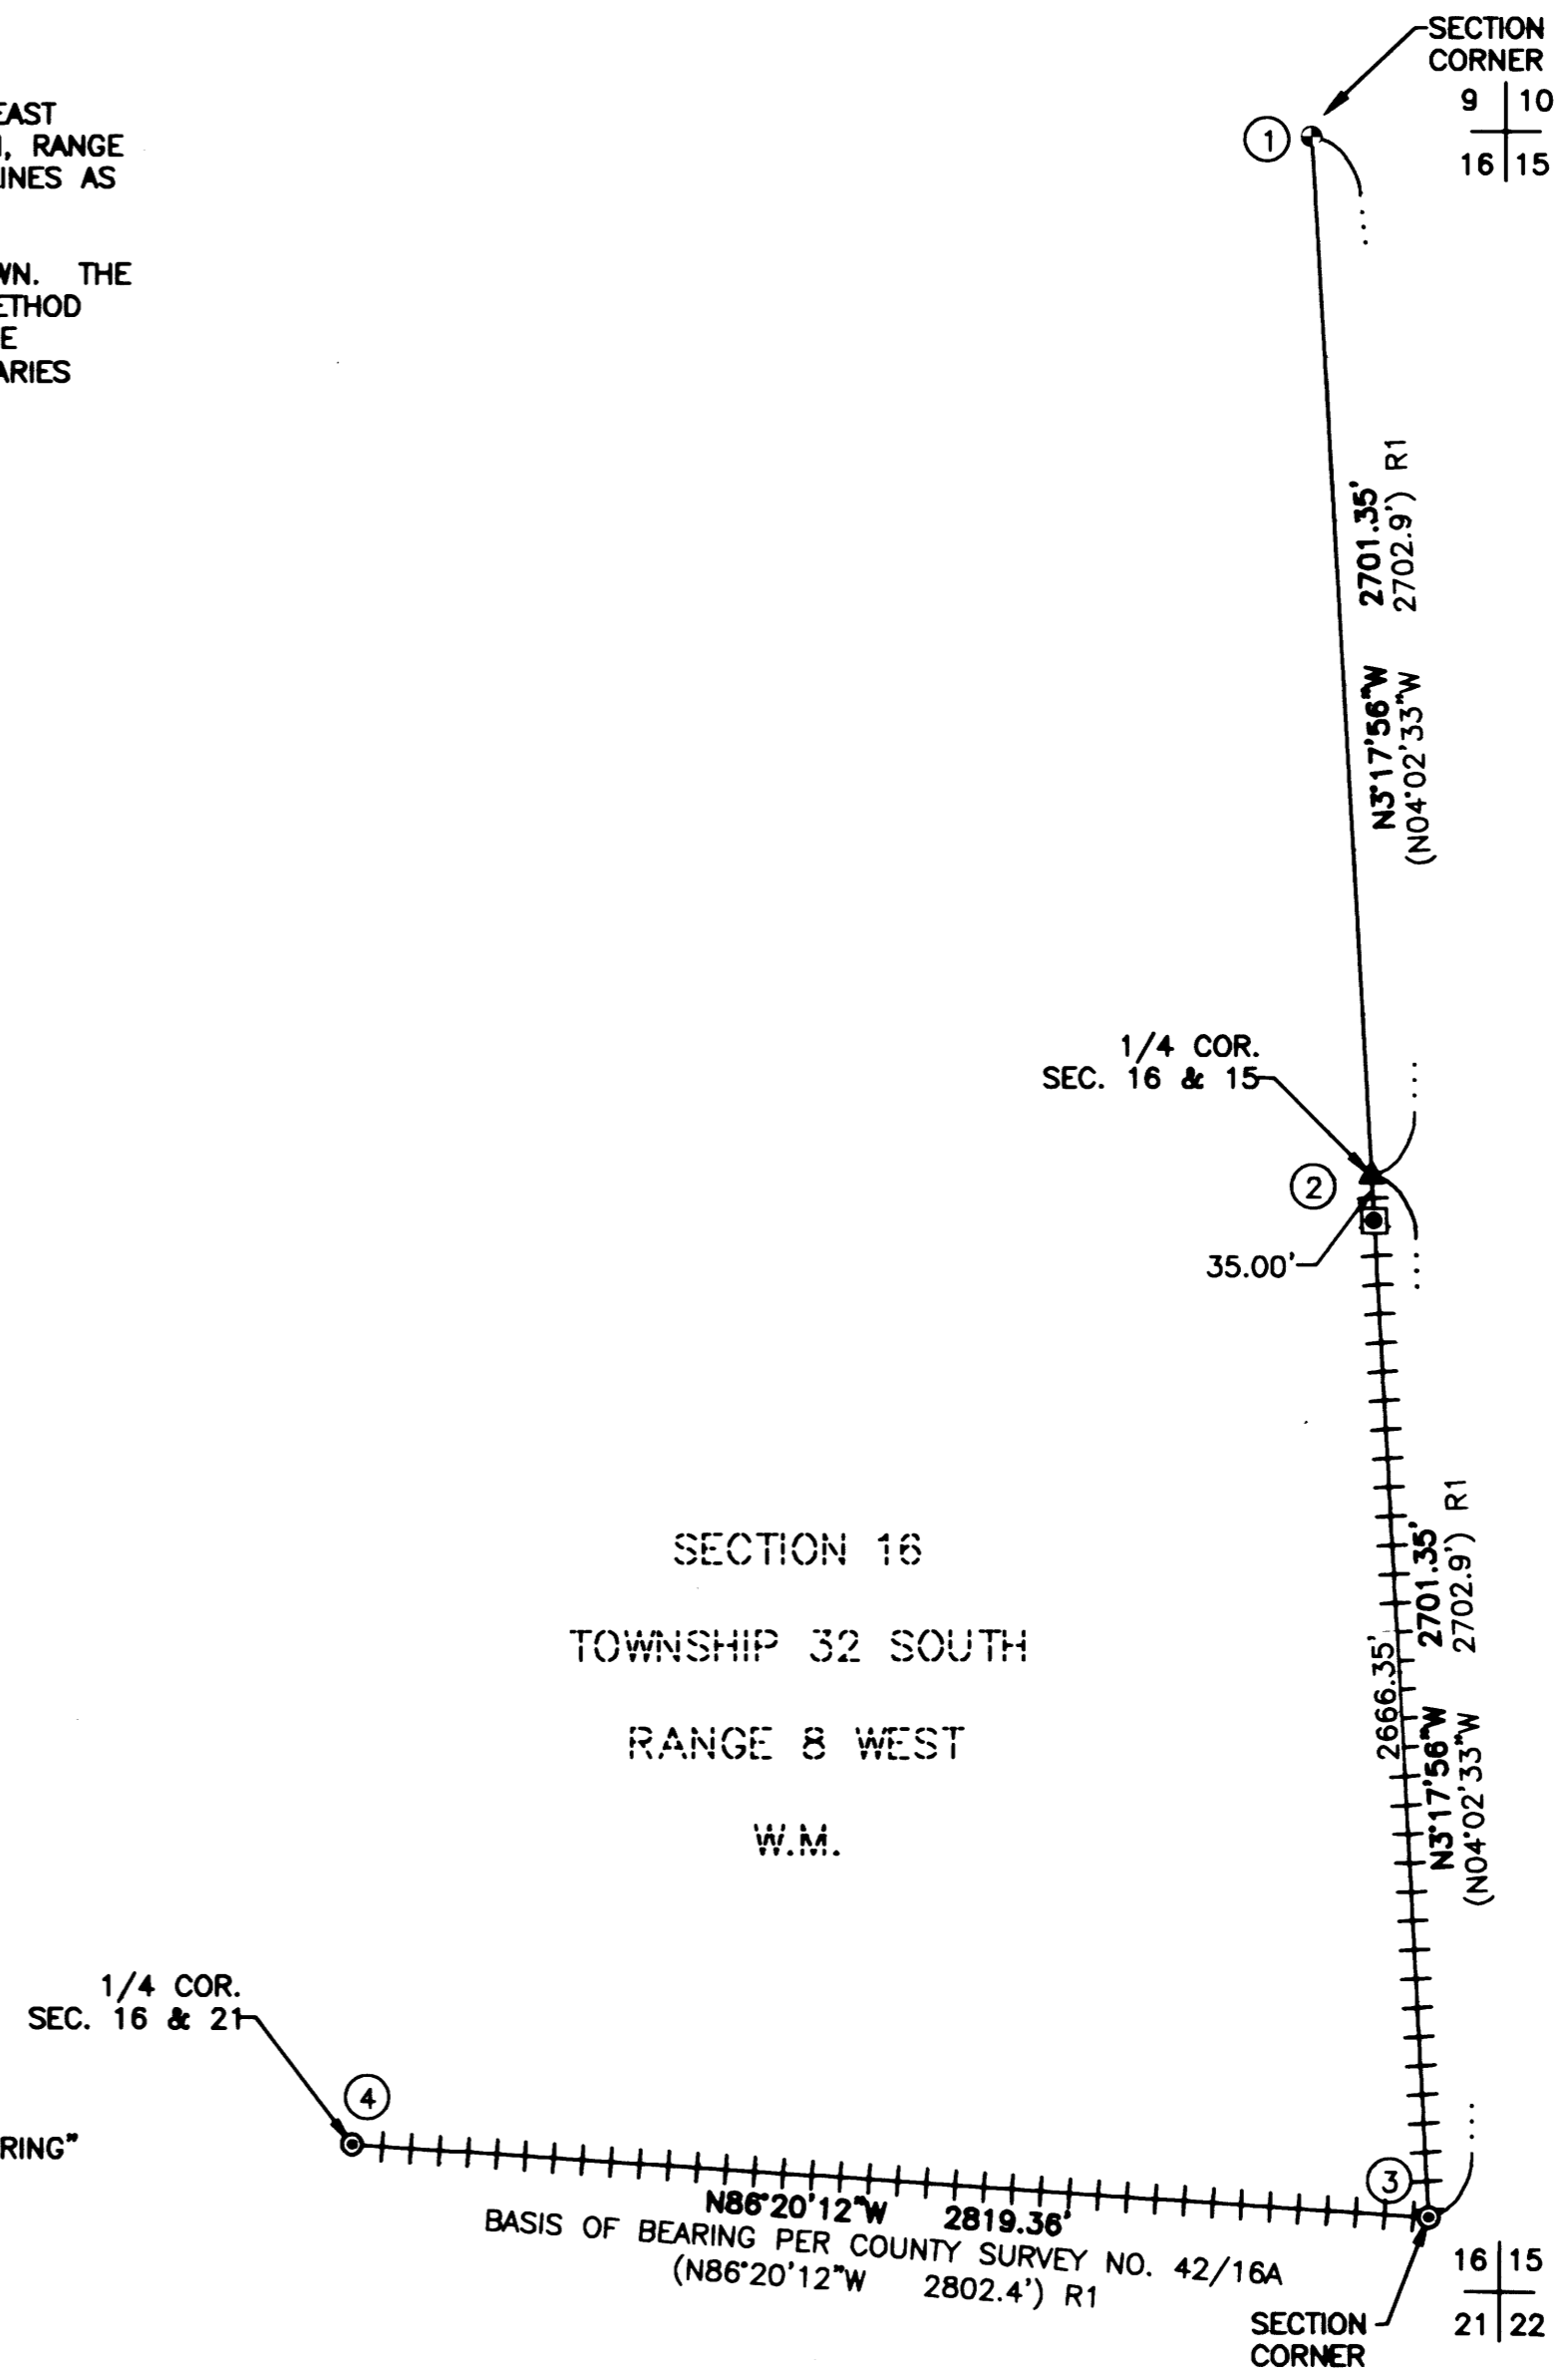 SECTION
CORNER
9 10
16 15
EAST
, RANGE
LINES AS
WN. THE
ETHOD
E
ARIES
1
2701.35'
2702.9') R1
N3°17'56"W
(N04°02'33"W
1/4 COR.
SEC. 16 & 15
2
35.00'
SECTION 16
TOWNSHIP 32 SOUTH
RANGE 8 WEST
W.M.
2701.35'
2702.9') R1
2666.35'
N3°17'56"W
(N04°02'33"W
1/4 COR.
SEC. 16 & 21
4
RING"
3
N86°20'12"W 2819.36'
BASIS OF BEARING PER COUNTY SURVEY NO. 42/16A
(N86°20'12"W 2802.4') R1
16 15
21 22
SECTION
CORNER